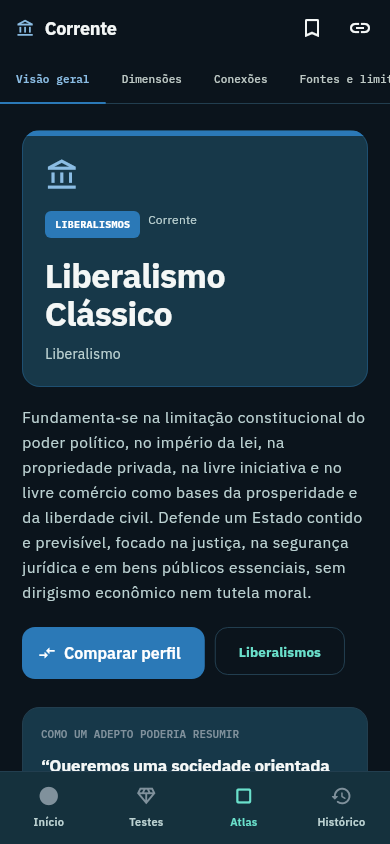 Corrente
Visão geral Dimensões Conexões Fontes e limit
LIBERALISMOS Corrente
Liberalismo
Clássico
Liberalismo
Fundamenta-se na limitação constitucional do
poder político, no império da lei, na
propriedade privada, na livre iniciativa e no
livre comércio como bases da prosperidade e
da liberdade civil. Defende um Estado contido
e previsível, focado na justiça, na segurança
jurídica e em bens públicos essenciais, sem
dirigismo econômico nem tutela moral.
Comparar perfil Liberalismos
COMO UM ADEPTO PODERIA RESUMIR
“Queremos uma sociedade orientada
Início Testes Atlas Histórico